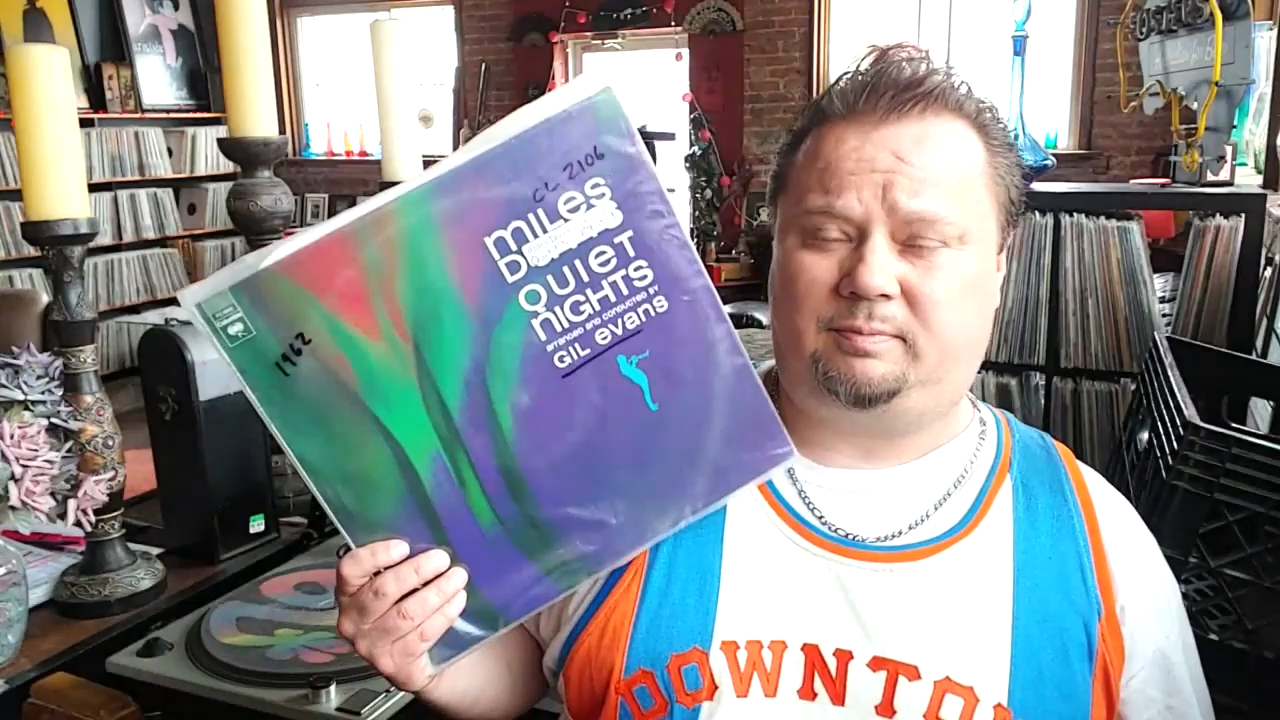 CL 2106
miLes
QUIeT
NIGHTS
arranged and conducted by
GIL evans
1962
DOWNTO